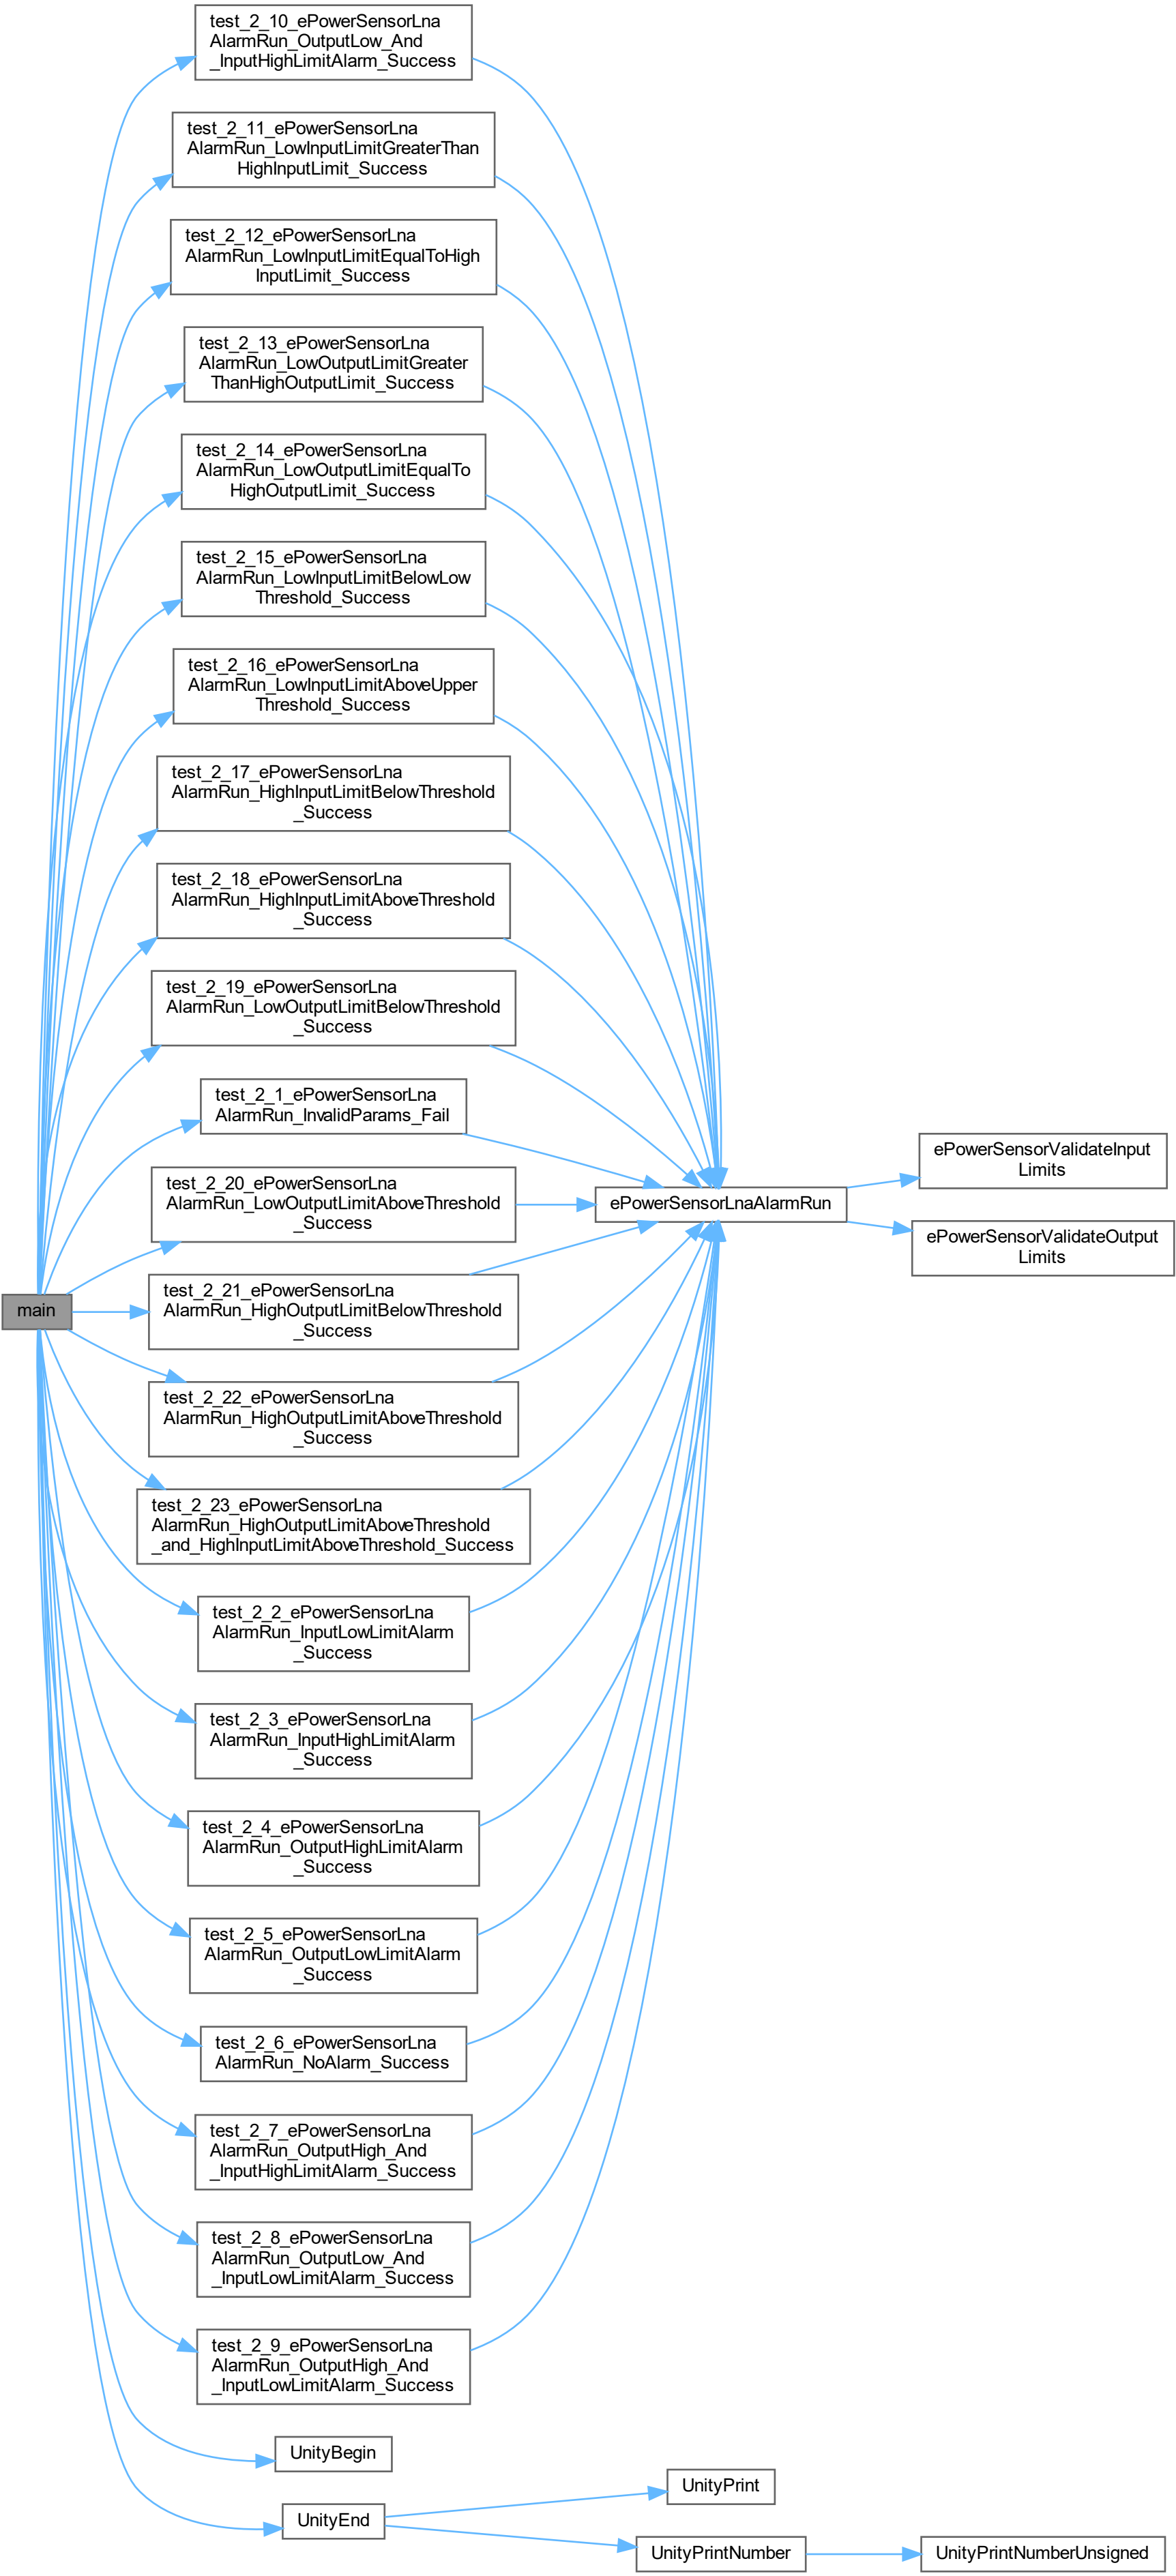 test_2_10_ePowerSensorLna
AlarmRun_OutputLow_And
_InputHighLimitAlarm_Success
test_2_11_ePowerSensorLna
AlarmRun_LowInputLimitGreaterThan
HighInputLimit_Success
test_2_12_ePowerSensorLna
AlarmRun_LowInputLimitEqualToHigh
InputLimit_Success
test_2_13_ePowerSensorLna
AlarmRun_LowOutputLimitGreater
ThanHighOutputLimit_Success
test_2_14_ePowerSensorLna
AlarmRun_LowOutputLimitEqualTo
HighOutputLimit_Success
test_2_15_ePowerSensorLna
AlarmRun_LowInputLimitBelowLow
Threshold_Success
test_2_16_ePowerSensorLna
AlarmRun_LowInputLimitAboveUpper
Threshold_Success
test_2_17_ePowerSensorLna
AlarmRun_HighInputLimitBelowThreshold
_Success
test_2_18_ePowerSensorLna
AlarmRun_HighInputLimitAboveThreshold
_Success
test_2_19_ePowerSensorLna
AlarmRun_LowOutputLimitBelowThreshold
_Success
test_2_1_ePowerSensorLna
AlarmRun_InvalidParams_Fail
test_2_20_ePowerSensorLna
AlarmRun_LowOutputLimitAboveThreshold
_Success
main
test_2_21_ePowerSensorLna
AlarmRun_HighOutputLimitBelowThreshold
_Success
test_2_22_ePowerSensorLna
AlarmRun_HighOutputLimitAboveThreshold
_Success
test_2_23_ePowerSensorLna
AlarmRun_HighOutputLimitAboveThreshold
_and_HighInputLimitAboveThreshold_Success
test_2_2_ePowerSensorLna
AlarmRun_InputLowLimitAlarm
_Success
test_2_3_ePowerSensorLna
AlarmRun_InputHighLimitAlarm
_Success
test_2_4_ePowerSensorLna
AlarmRun_OutputHighLimitAlarm
_Success
test_2_5_ePowerSensorLna
AlarmRun_OutputLowLimitAlarm
_Success
test_2_6_ePowerSensorLna
AlarmRun_NoAlarm_Success
test_2_7_ePowerSensorLna
AlarmRun_OutputHigh_And
_InputHighLimitAlarm_Success
test_2_8_ePowerSensorLna
AlarmRun_OutputLow_And
_InputLowLimitAlarm_Success
test_2_9_ePowerSensorLna
AlarmRun_OutputHigh_And
_InputLowLimitAlarm_Success
UnityBegin
UnityEnd
ePowerSensorLnaAlarmRun
ePowerSensorValidateInput
Limits
ePowerSensorValidateOutput
Limits
UnityPrint
UnityPrintNumber
UnityPrintNumberUnsigned